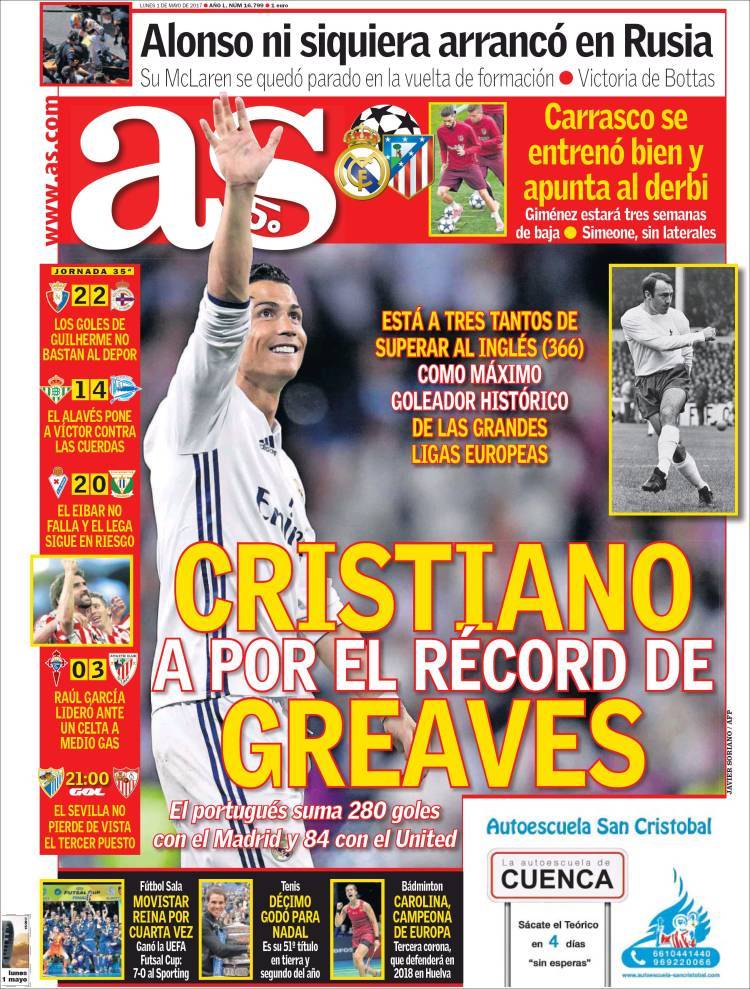 LUNES 1 DE MAYO DE 2017 ● AÑO L, NÚM 16.799 ● 1 euro
Alonso ni siquiera arrancó en Rusia
Su McLaren se quedó parado en la vuelta de formación ● Victoria de Bottas
www.as.com
as
Carrasco se
entrenó bien y
apunta al derbi
Giménez estará tres semanas
de baja ● Simeone, sin laterales
JORNADA 35ª
2 2
LOS GOLES DE
GUILHERME NO
BASTAN AL DEPOR
1 4
EL ALAVÉS PONE
A VÍCTOR CONTRA
LAS CUERDAS
2 0
EL EIBAR NO
FALLA Y EL LEGA
SIGUE EN RIESGO
0 3
RAÚL GARCÍA
LIDERÓ ANTE
UN CELTA A
MEDIO GAS
21:00
GOL
EL SEVILLA NO
PIERDE DE VISTA
EL TERCER PUESTO
ESTÁ A TRES TANTOS DE
SUPERAR AL INGLÉS (366)
COMO MÁXIMO
GOLEADOR HISTÓRICO
DE LAS GRANDES
LIGAS EUROPEAS
adidas
Fly
Emir
CRISTIANO
A POR EL RÉCORD DE
GREAVES
El portugués suma 280 goles
con el Madrid y 84 con el United
JAVIER SORIANO / AFP
FUTSAL CUP
Fútbol Sala
MOVISTAR
REINA POR
CUARTA VEZ
Ganó la UEFA
Futsal Cup:
7-0 al Sporting
Tenis
DÉCIMO
GODÓ PARA
NADAL
Es su 51º título
en tierra y
segundo del año
Bádminton
CAROLINA,
CAMPEONA
DE EUROPA
Tercera corona,
que defenderá en
2018 en Huelva
Autoescuela San Cristobal
La autoescuela de
CUENCA
Sácate el Teórico
en 4 días
"sin esperas"
6610441440
969220066
www.autoescuela-sancristobal.com
lunes
1 mayo